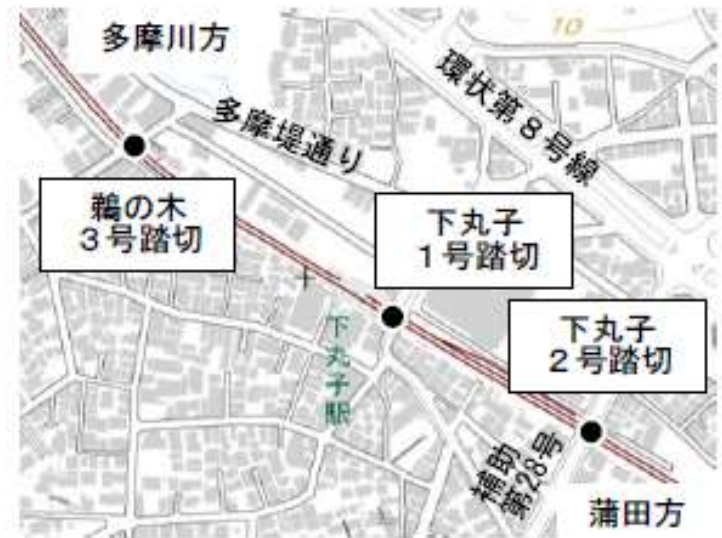 多摩川方
10
環状第8号線
多摩堤通り
鵜の木
3号踏切
下丸子
1号踏切
下丸子
2号踏切
下丸子駅
補助
第28号
蒲田方